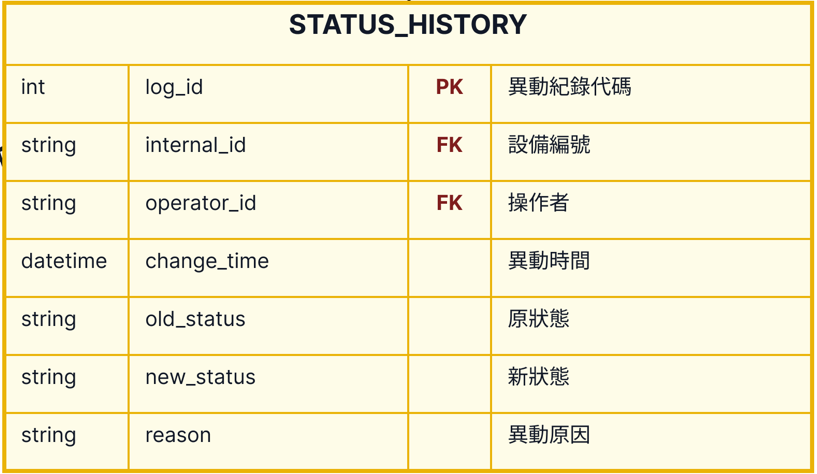 STATUS_HISTORY
int log_id PK 異動紀錄代碼
string internal_id FK 設備編號
string operator_id FK 操作者
datetime change_time 異動時間
string old_status 原狀態
string new_status 新狀態
string reason 異動原因